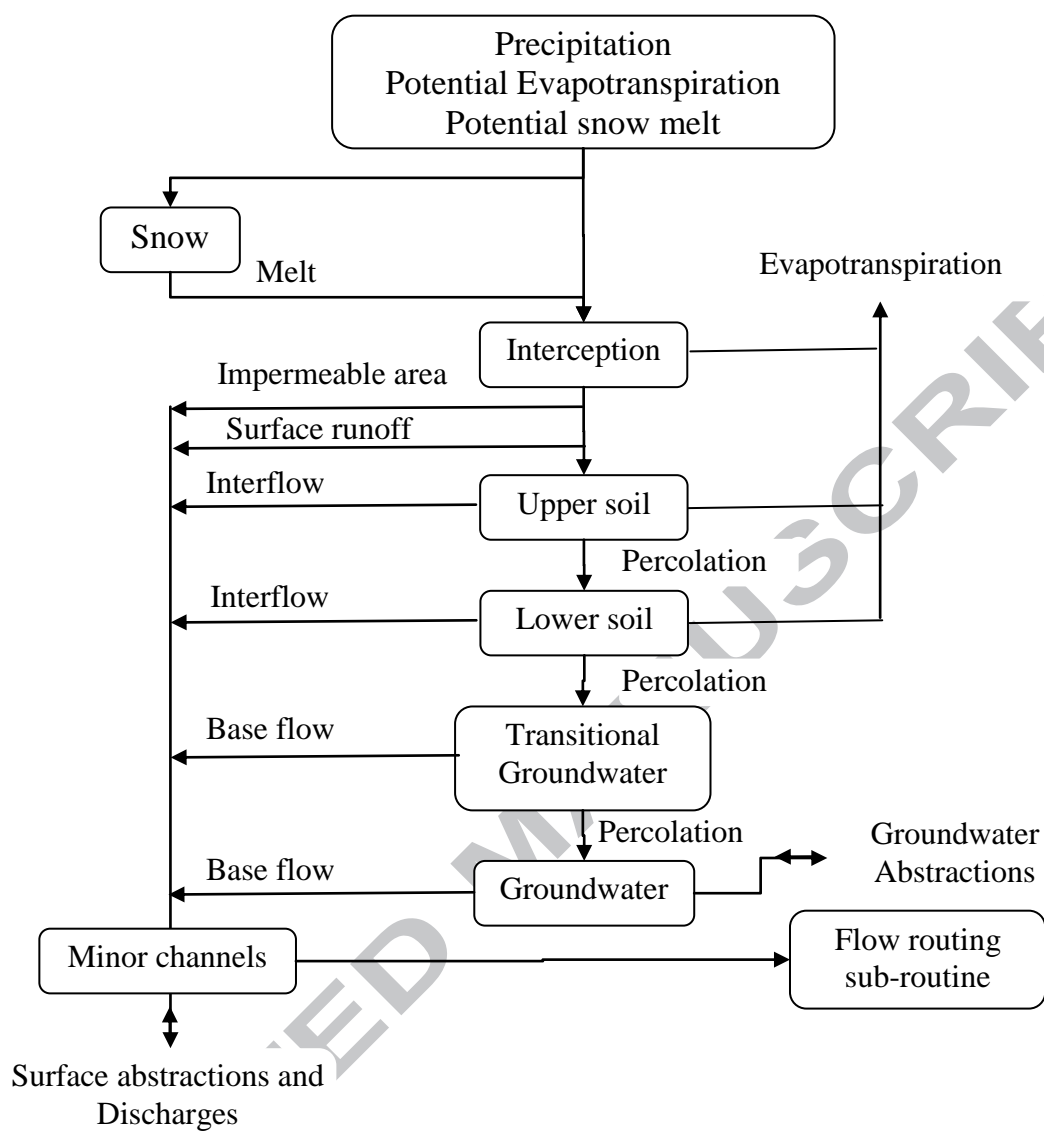 Precipitation
Potential Evapotranspiration
Potential snow melt
Snow
Melt
Evapotranspiration
Interception
Impermeable area
Surface runoff
Interflow
Upper soil
Percolation
Interflow
Lower soil
Percolation
Base flow
Transitional
Groundwater
Percolation
Groundwater
Abstractions
Base flow
Groundwater
Minor channels
Flow routing
sub-routine
Surface abstractions and
Discharges